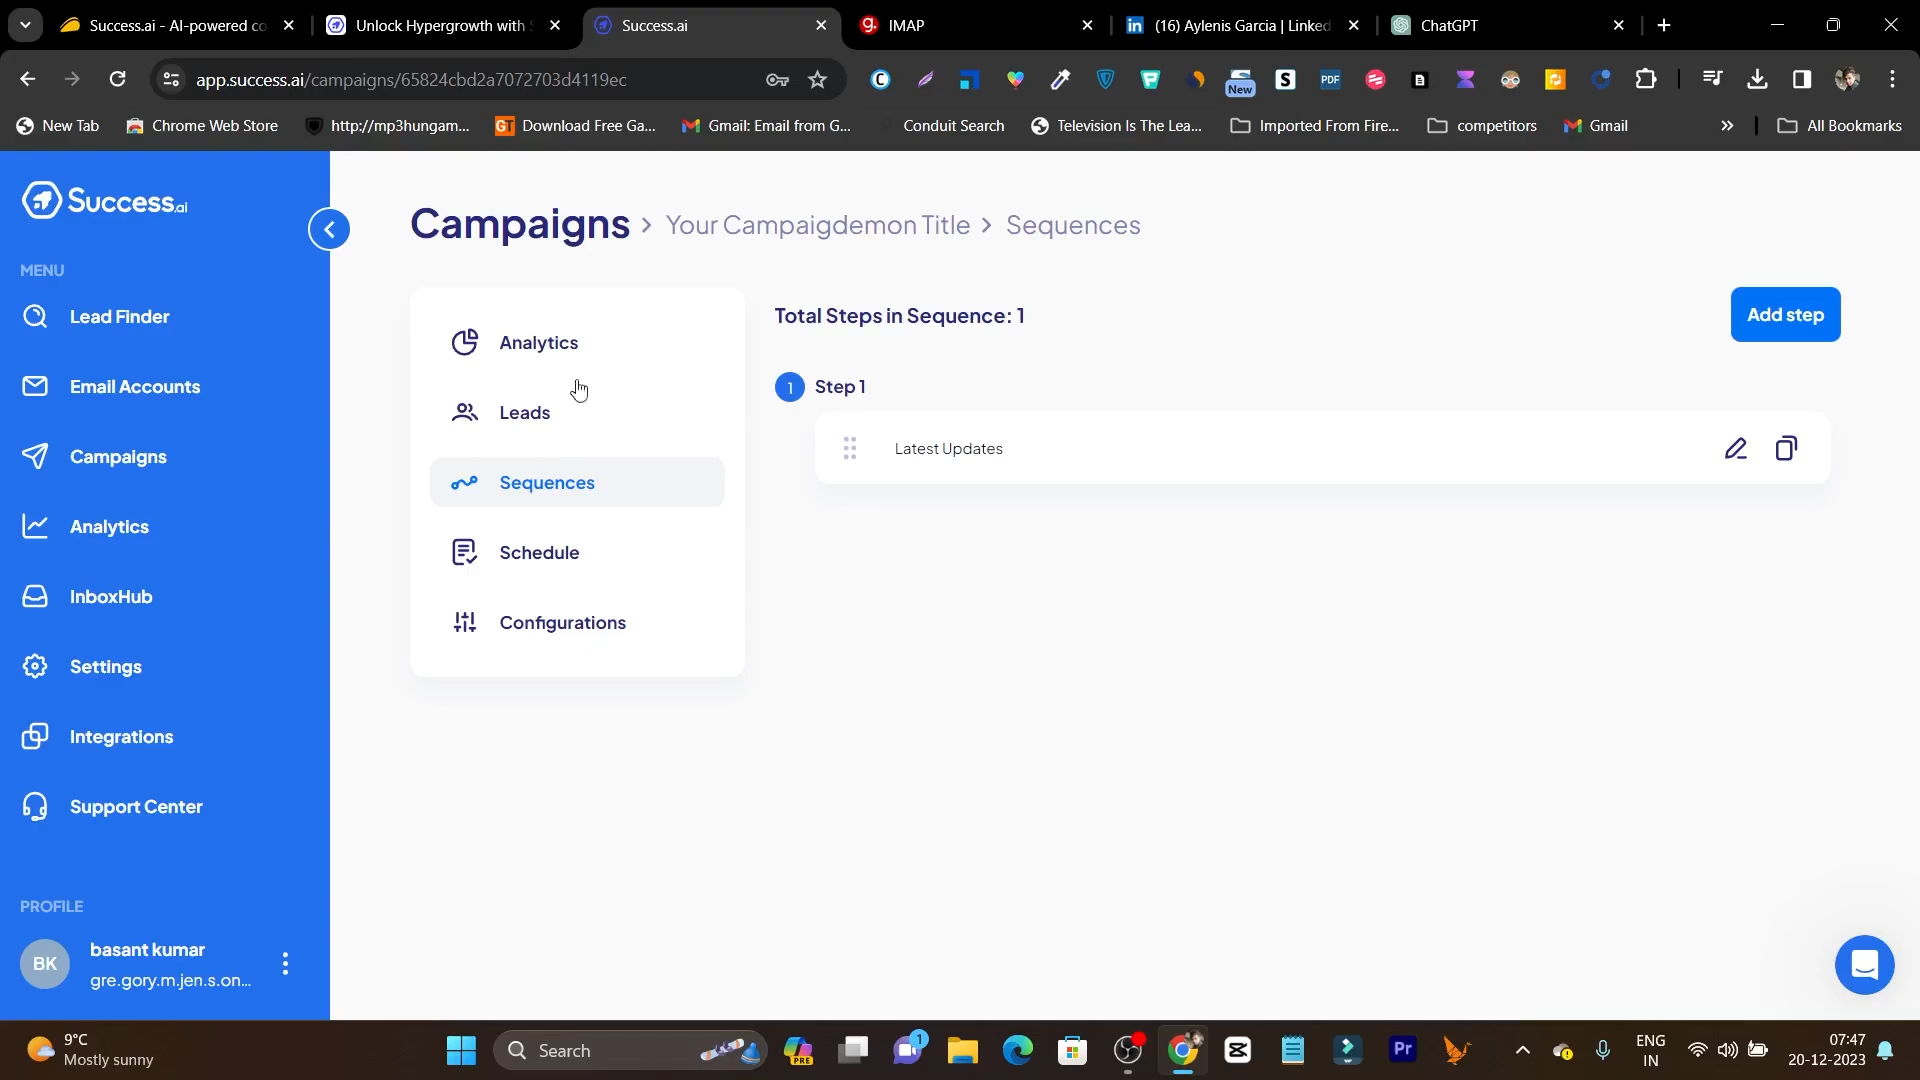 Success.ai - AI-powered co
Unlock Hypergrowth with S
Success.ai
IMAP
(16) Aylenis Garcia | Linked
ChatGPT
app.success.ai/campaigns/65824cbd2a7072703d4119ec
New
PDF
New Tab
Chrome Web Store
http://mp3hungam...
Download Free Ga...
Gmail: Email from G...
Conduit Search
Television Is The Lea...
Imported From Fire...
competitors
Gmail
All Bookmarks
Success.ai
MENU
Lead Finder
Email Accounts
Campaigns
Analytics
InboxHub
Settings
Integrations
Support Center
PROFILE
BK
basant kumar
gre.gory.m.jen.s.on...
Campaigns > Your Campaigdemon Title > Sequences
Analytics
Leads
Sequences
Schedule
Configurations
Total Steps in Sequence: 1
Add step
1 Step 1
Latest Updates
9°C
Mostly sunny
Search
PRE
1
Pr
ENG
IN
07:47
20-12-2023